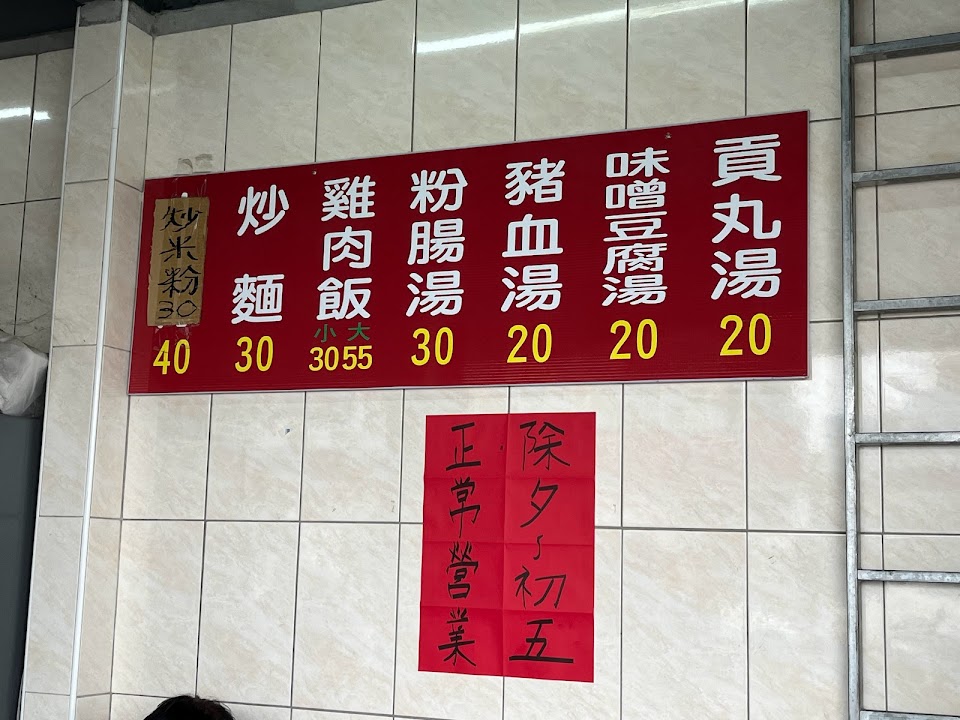 貢丸湯
20
味噌豆腐湯
20
豬血湯
20
粉腸湯
30
雞肉飯
小 大
30 55
炒麵
30
炒米粉
30
40
除夕~初五
正常營業